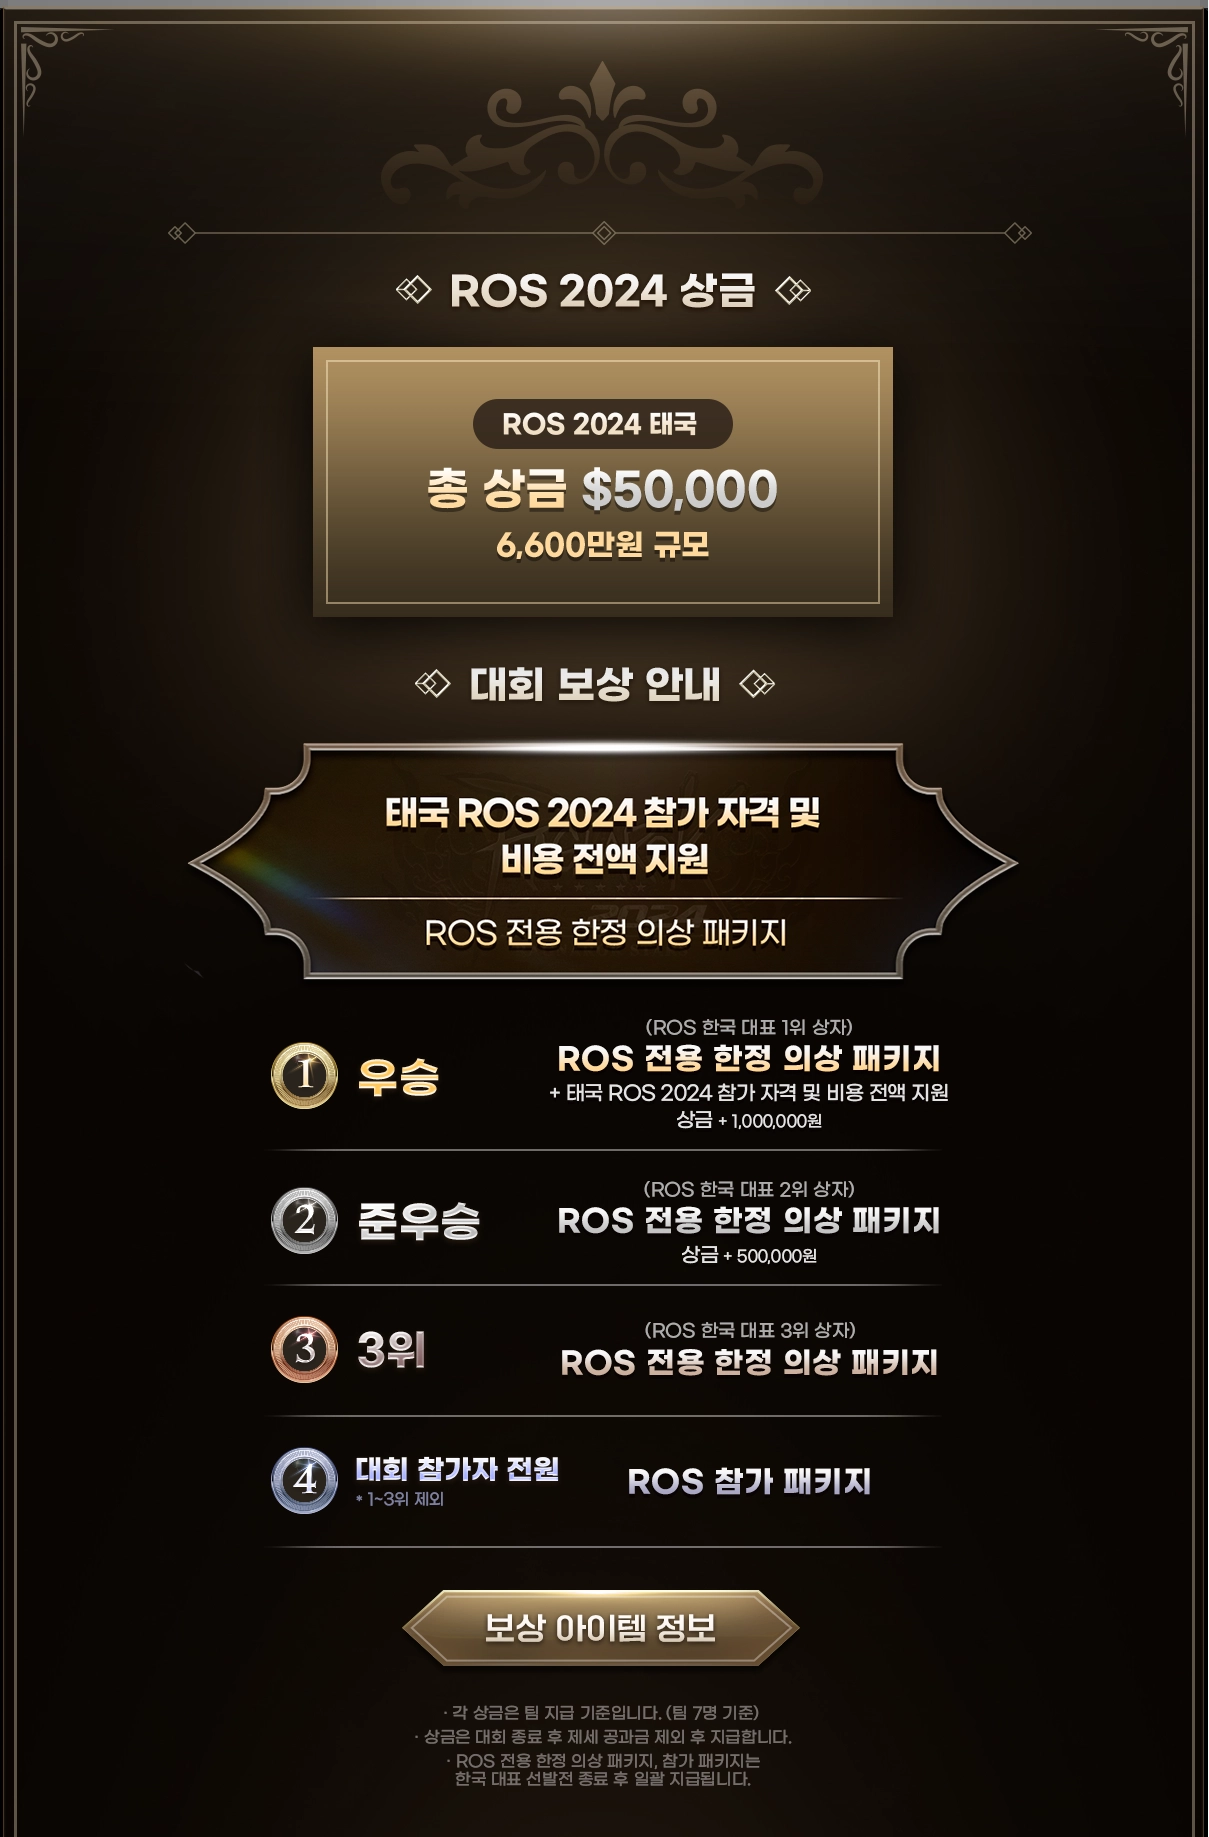 ROS 2024 상금
ROS 2024 태국
총 상금 $50,000
6,600만원 규모
대회 보상 안내
태국 ROS 2024 참가 자격 및
비용 전액 지원
ROS 전용 한정 의상 패키지
(ROS 한국 대표 1위 상자)
1 우승
ROS 전용 한정 의상 패키지
+ 태국 ROS 2024 참가 자격 및 비용 전액 지원
상금 + 1,000,000원
(ROS 한국 대표 2위 상자)
2 준우승
ROS 전용 한정 의상 패키지
상금 + 500,000원
(ROS 한국 대표 3위 상자)
3 3위
ROS 전용 한정 의상 패키지
4 대회 참가자 전원
* 1~3위 제외
ROS 참가 패키지
보상 아이템 정보
· 각 상금은 팀 지급 기준입니다. (팀 7명 기준)
· 상금은 대회 종료 후 제세 공과금 제외 후 지급합니다.
· ROS 전용 한정 의상 패키지, 참가 패키지는
한국 대표 선발전 종료 후 일괄 지급됩니다.